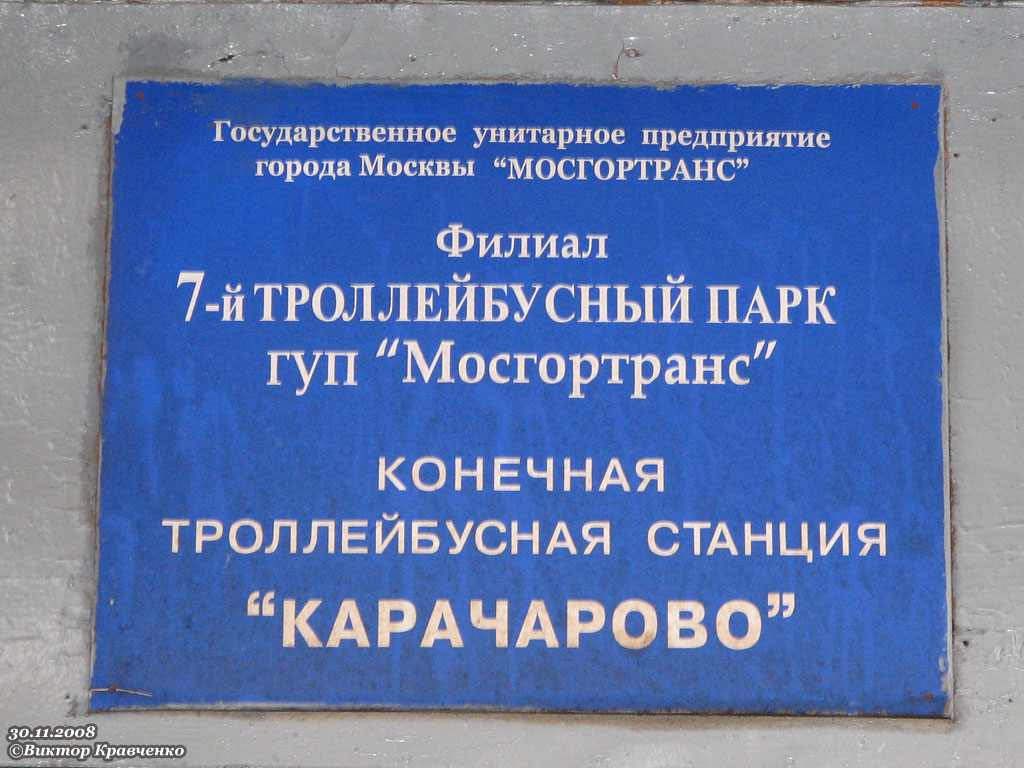 Государственное унитарное предприятие
города Москвы “МОСГОРТРАНС”
Филиал
7-й ТРОЛЛЕЙБУСНЫЙ ПАРК
ГУП “Мосгортранс”
КОНЕЧНАЯ
ТРОЛЛЕЙБУСНАЯ СТАНЦИЯ
“КАРАЧАРОВО”
30.11.2008
©Виктор Кравченко